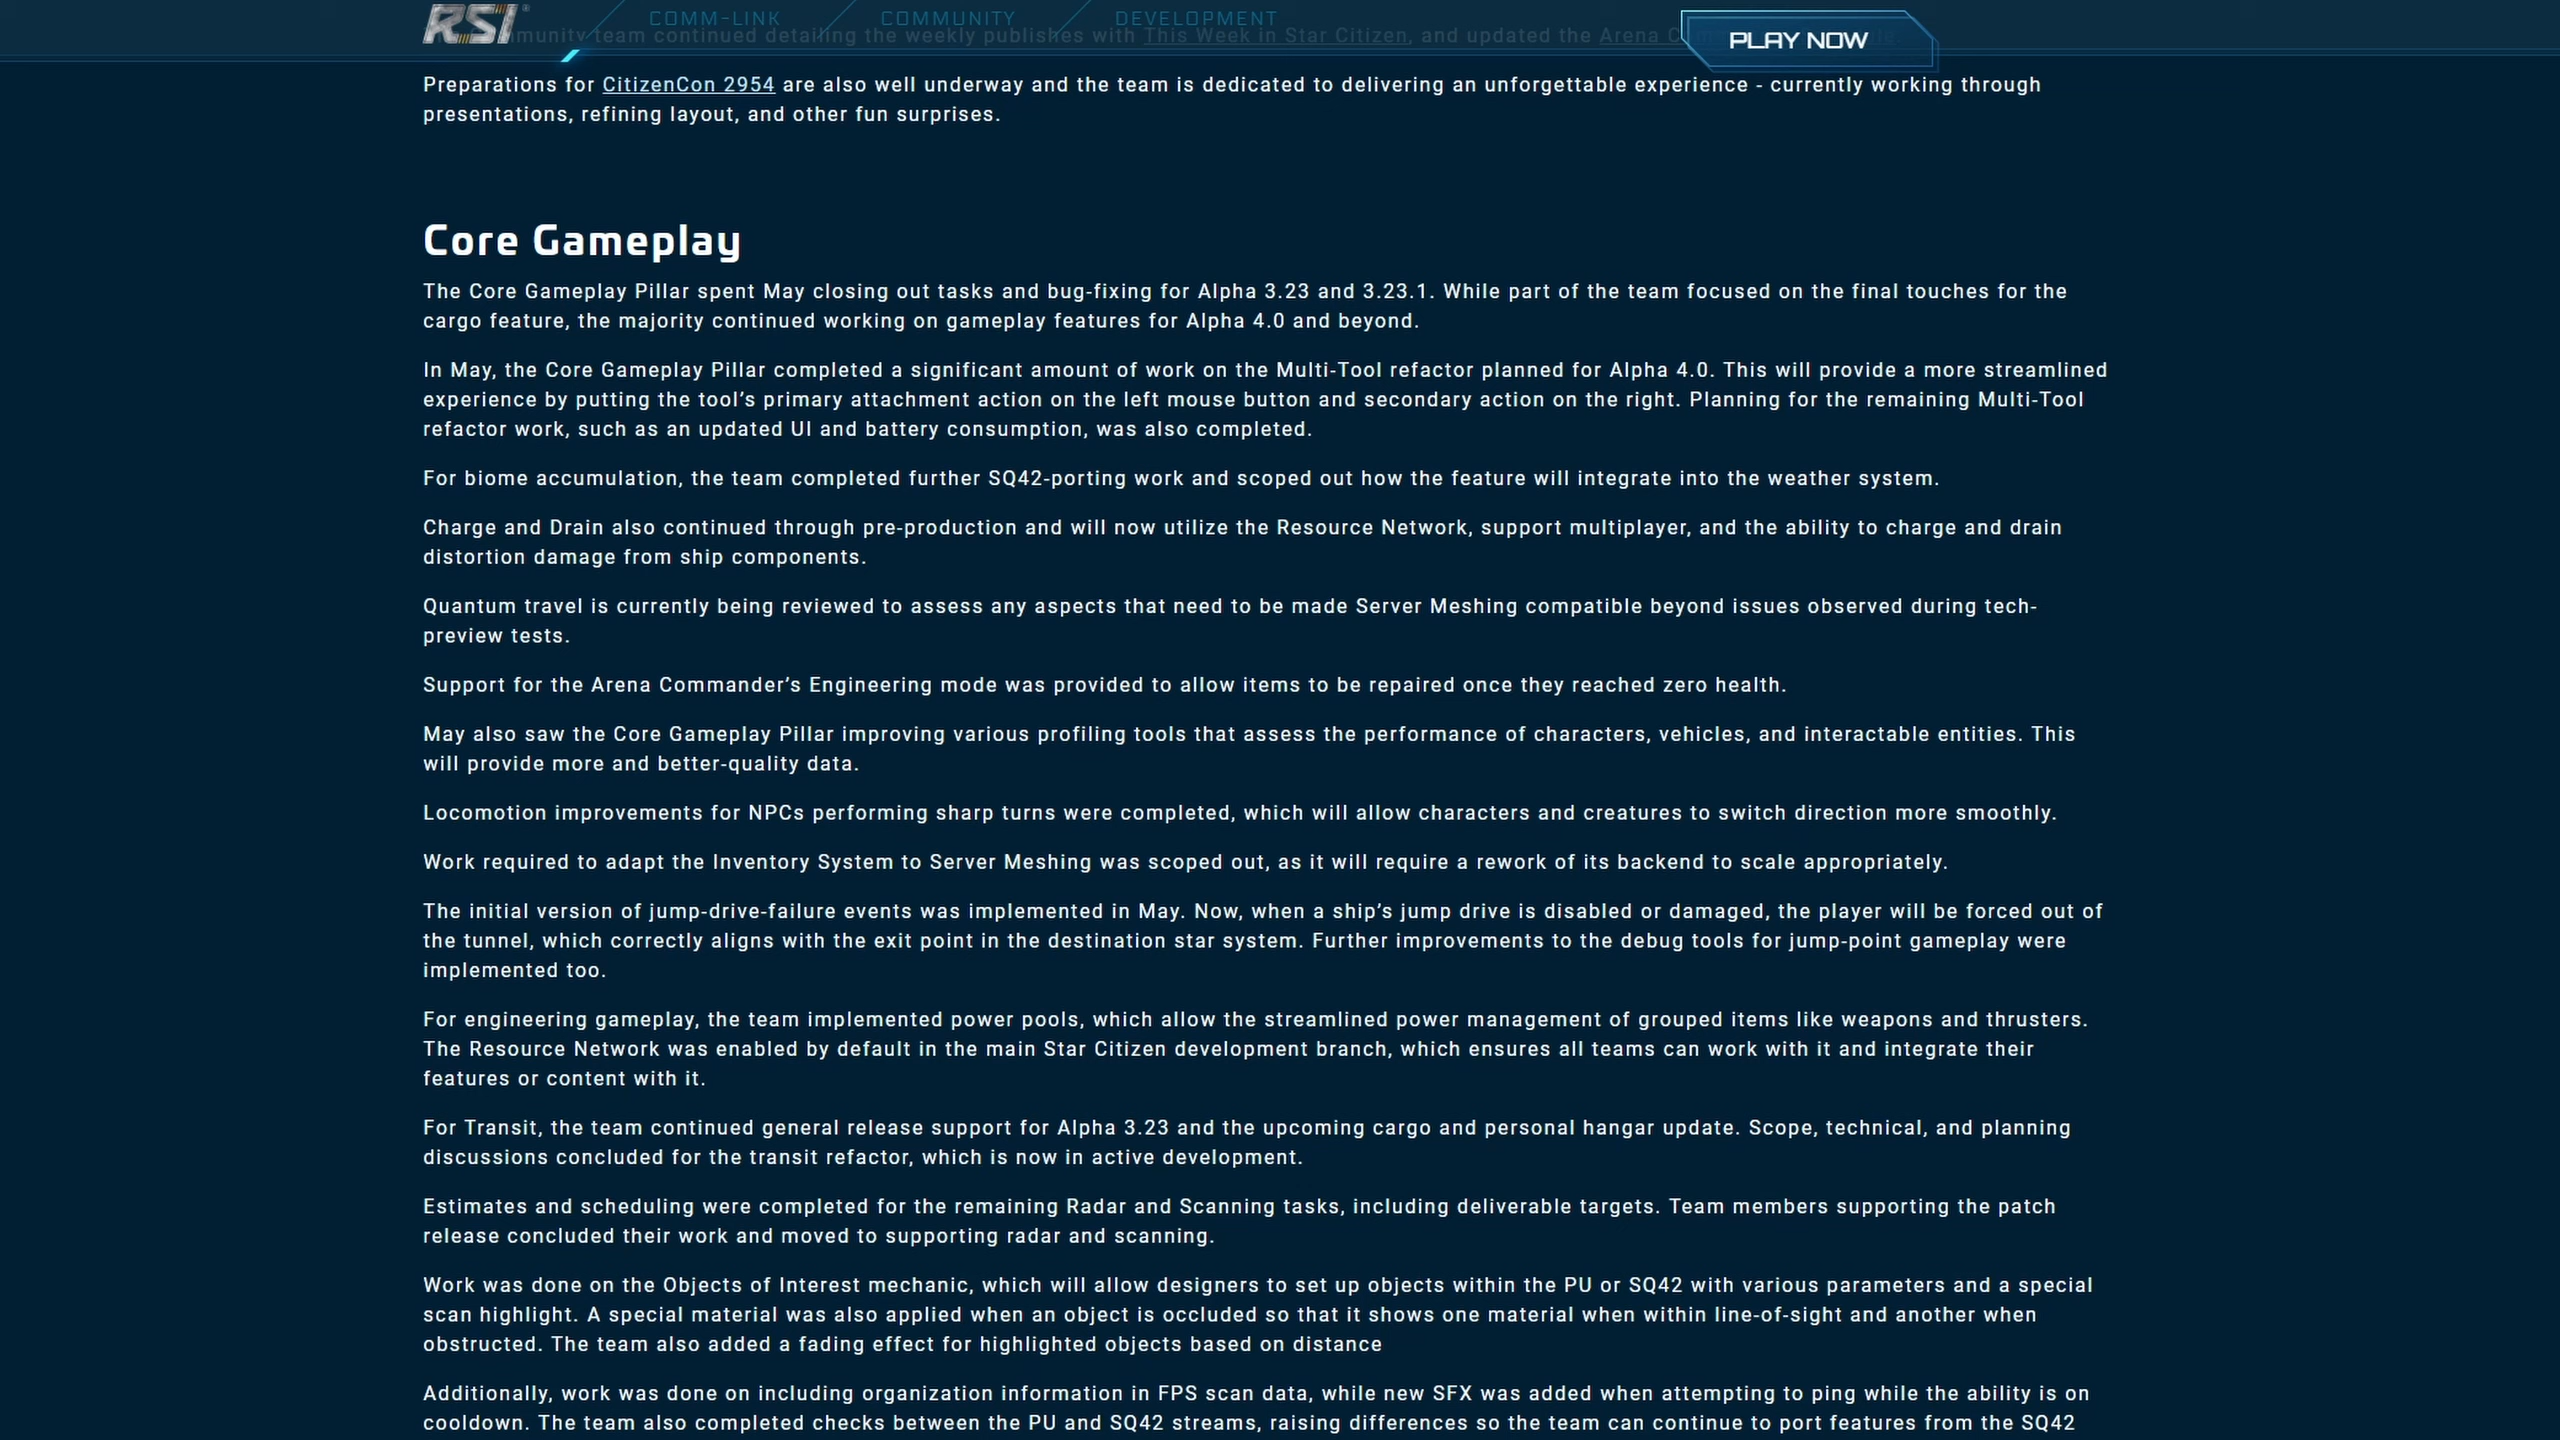 RSI
COMM-LINK
COMMUNITY
DEVELOPMENT
PLAY NOW
munity team continued detailing the weekly publishes with This Week in Star Citizen, and updated the Arena
Preparations for CitizenCon 2954 are also well underway and the team is dedicated to delivering an unforgettable experience - currently working through
presentations, refining layout, and other fun surprises.
Core Gameplay
The Core Gameplay Pillar spent May closing out tasks and bug-fixing for Alpha 3.23 and 3.23.1. While part of the team focused on the final touches for the
cargo feature, the majority continued working on gameplay features for Alpha 4.0 and beyond.
In May, the Core Gameplay Pillar completed a significant amount of work on the Multi-Tool refactor planned for Alpha 4.0. This will provide a more streamlined
experience by putting the tool’s primary attachment action on the left mouse button and secondary action on the right. Planning for the remaining Multi-Tool
refactor work, such as an updated UI and battery consumption, was also completed.
For biome accumulation, the team completed further SQ42-porting work and scoped out how the feature will integrate into the weather system.
Charge and Drain also continued through pre-production and will now utilize the Resource Network, support multiplayer, and the ability to charge and drain
distortion damage from ship components.
Quantum travel is currently being reviewed to assess any aspects that need to be made Server Meshing compatible beyond issues observed during tech-
preview tests.
Support for the Arena Commander’s Engineering mode was provided to allow items to be repaired once they reached zero health.
May also saw the Core Gameplay Pillar improving various profiling tools that assess the performance of characters, vehicles, and interactable entities. This
will provide more and better-quality data.
Locomotion improvements for NPCs performing sharp turns were completed, which will allow characters and creatures to switch direction more smoothly.
Work required to adapt the Inventory System to Server Meshing was scoped out, as it will require a rework of its backend to scale appropriately.
The initial version of jump-drive-failure events was implemented in May. Now, when a ship’s jump drive is disabled or damaged, the player will be forced out of
the tunnel, which correctly aligns with the exit point in the destination star system. Further improvements to the debug tools for jump-point gameplay were
implemented too.
For engineering gameplay, the team implemented power pools, which allow the streamlined power management of grouped items like weapons and thrusters.
The Resource Network was enabled by default in the main Star Citizen development branch, which ensures all teams can work with it and integrate their
features or content with it.
For Transit, the team continued general release support for Alpha 3.23 and the upcoming cargo and personal hangar update. Scope, technical, and planning
discussions concluded for the transit refactor, which is now in active development.
Estimates and scheduling were completed for the remaining Radar and Scanning tasks, including deliverable targets. Team members supporting the patch
release concluded their work and moved to supporting radar and scanning.
Work was done on the Objects of Interest mechanic, which will allow designers to set up objects within the PU or SQ42 with various parameters and a special
scan highlight. A special material was also applied when an object is occluded so that it shows one material when within line-of-sight and another when
obstructed. The team also added a fading effect for highlighted objects based on distance
Additionally, work was done on including organization information in FPS scan data, while new SFX was added when attempting to ping while the ability is on
cooldown. The team also completed checks between the PU and SQ42 streams, raising differences so the team can continue to port features from the SQ42